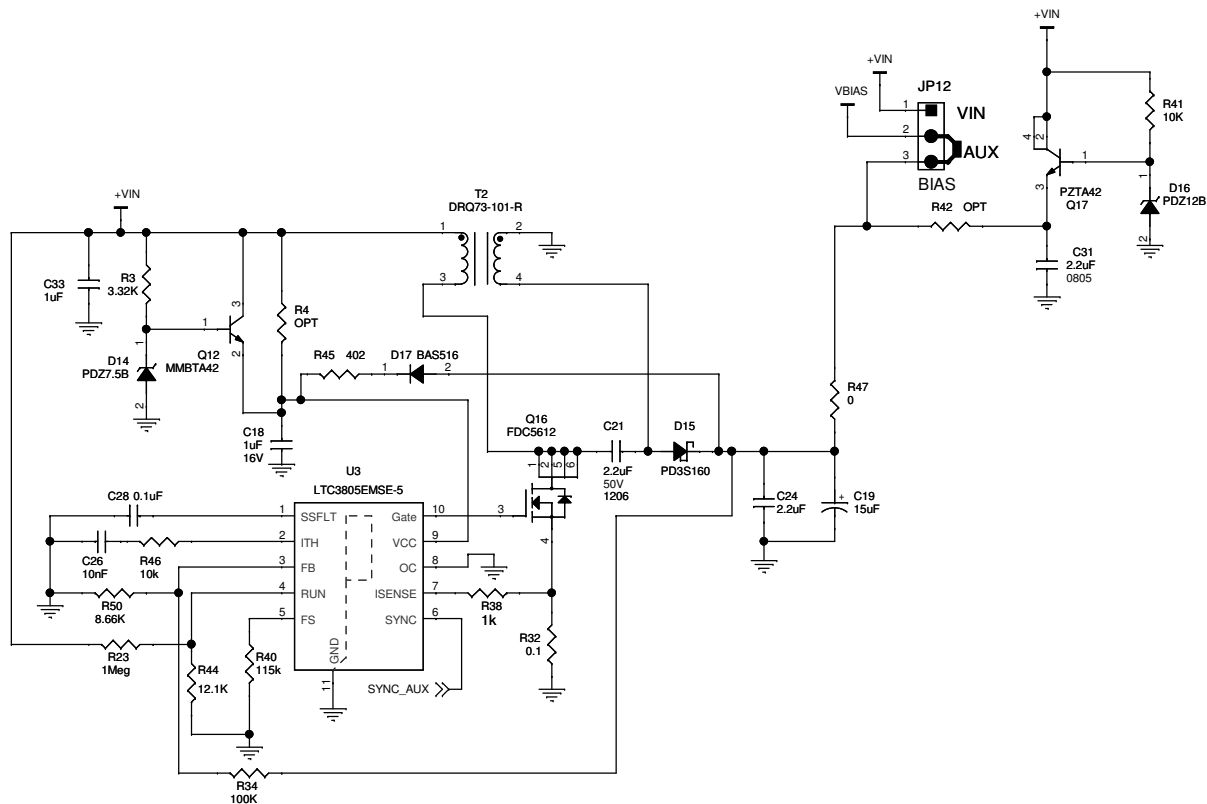 +VIN
+VIN
JP12
VBIAS
1
VIN
2
AUX
3
BIAS
R41
10K
4
2
1
3
PZTA42
Q17
1
D16
PDZ12B
2
R42 OPT
C31
2.2uF
0805
+VIN
T2
DRQ73-101-R
1
2
3
4
C33
1uF
R3
3.32K
3
1
2
Q12
MMBTA42
R4
OPT
1
D14
PDZ7.5B
2
R45 402
1
D17 BAS516
2
R47
0
C18
1uF
16V
Q16
FDC5612
1
2
5
6
3
4
C21
2.2uF
50V
1206
D15
PD3S160
C24
2.2uF
+
C19
15uF
U3
LTC3805EMSE-5
C28 0.1uF
1
SSFLT
Gate
10
C26
10nF
R46
10k
2
ITH
VCC
9
3
FB
OC
8
R50
8.66K
4
RUN
ISENSE
7
R38
1k
5
FS
SYNC
6
GND
11
R32
0.1
R23
1Meg
R44
12.1K
R40
115k
SYNC_AUX
R34
100K